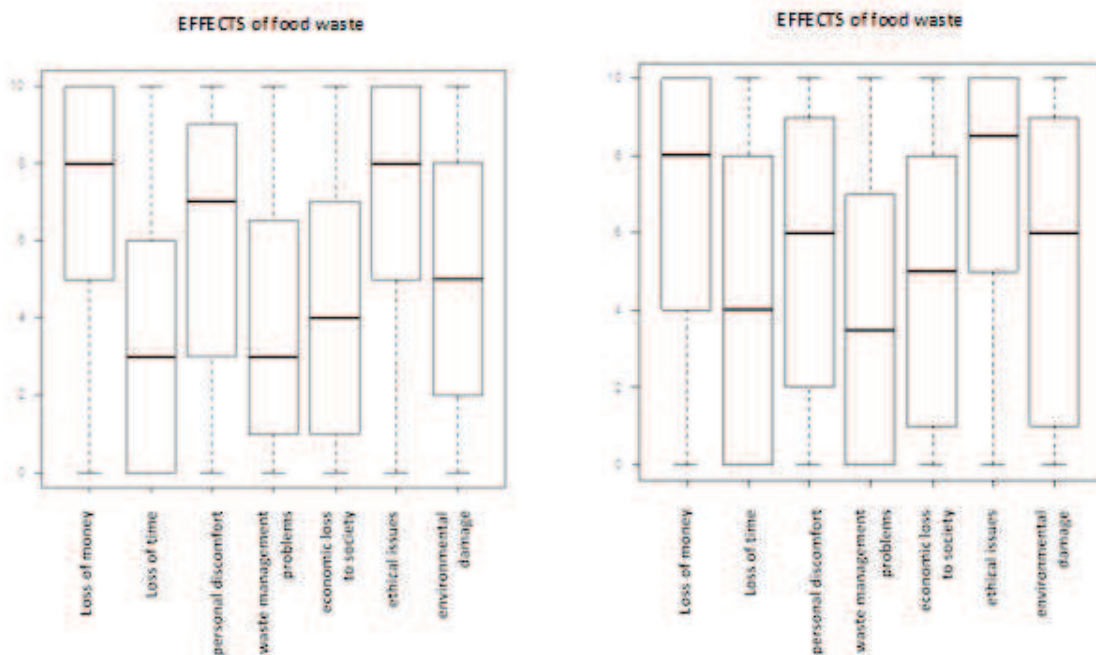 EFFECTS of food waste
10
8
6
4
2
0
Loss of money
Loss of time
personal discomfort
waste management
problems
economic loss
to society
ethical issues
environmental
damage
EFFECTS of food waste
10
8
6
4
2
0
Loss of money
Loss of time
personal discomfort
waste management
problems
economic loss
to society
ethical issues
environmental
damage